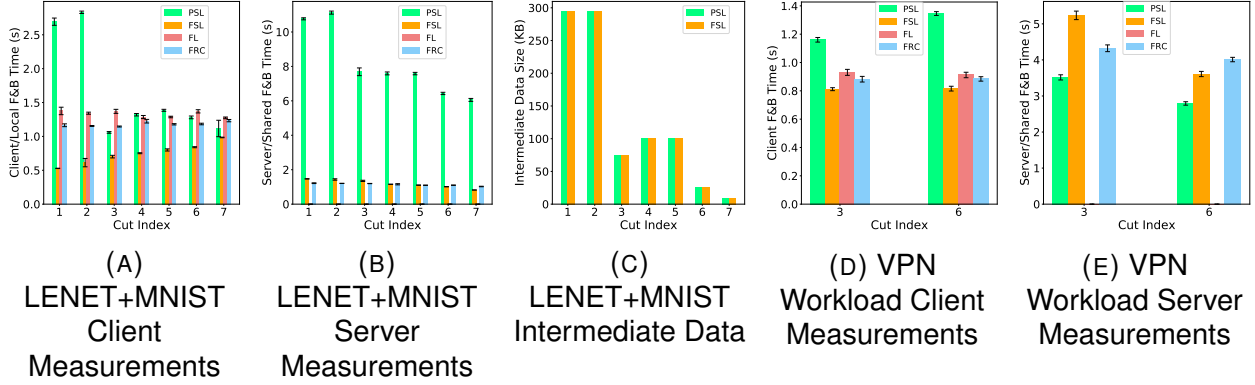 Client/Local F&B Time (s)
2.5
2.0
1.5
1.0
0.5
0.0
PSL
FSL
FL
FRC
1 2 3 4 5 6 7
Cut Index
Server/Shared F&B Time (s)
10
8
6
4
2
0
PSL
FSL
FL
FRC
1 2 3 4 5 6 7
Cut Index
Intermediate Data Size (KB)
300
250
200
150
100
50
0
PSL
FSL
1 2 3 4 5 6 7
Cut Index
Client F&B Time (s)
1.4
1.2
1.0
0.8
0.6
0.4
0.2
0.0
PSL
FSL
FL
FRC
3 6
Cut Index
Server/Shared F&B Time (s)
5
4
3
2
1
0
PSL
FSL
FL
FRC
3 6
Cut Index
(A)
LENET+MNIST
Client
Measurements
(B)
LENET+MNIST
Server
Measurements
(C)
LENET+MNIST
Intermediate Data
(D) VPN
Workload Client
Measurements
(E) VPN
Workload Server
Measurements